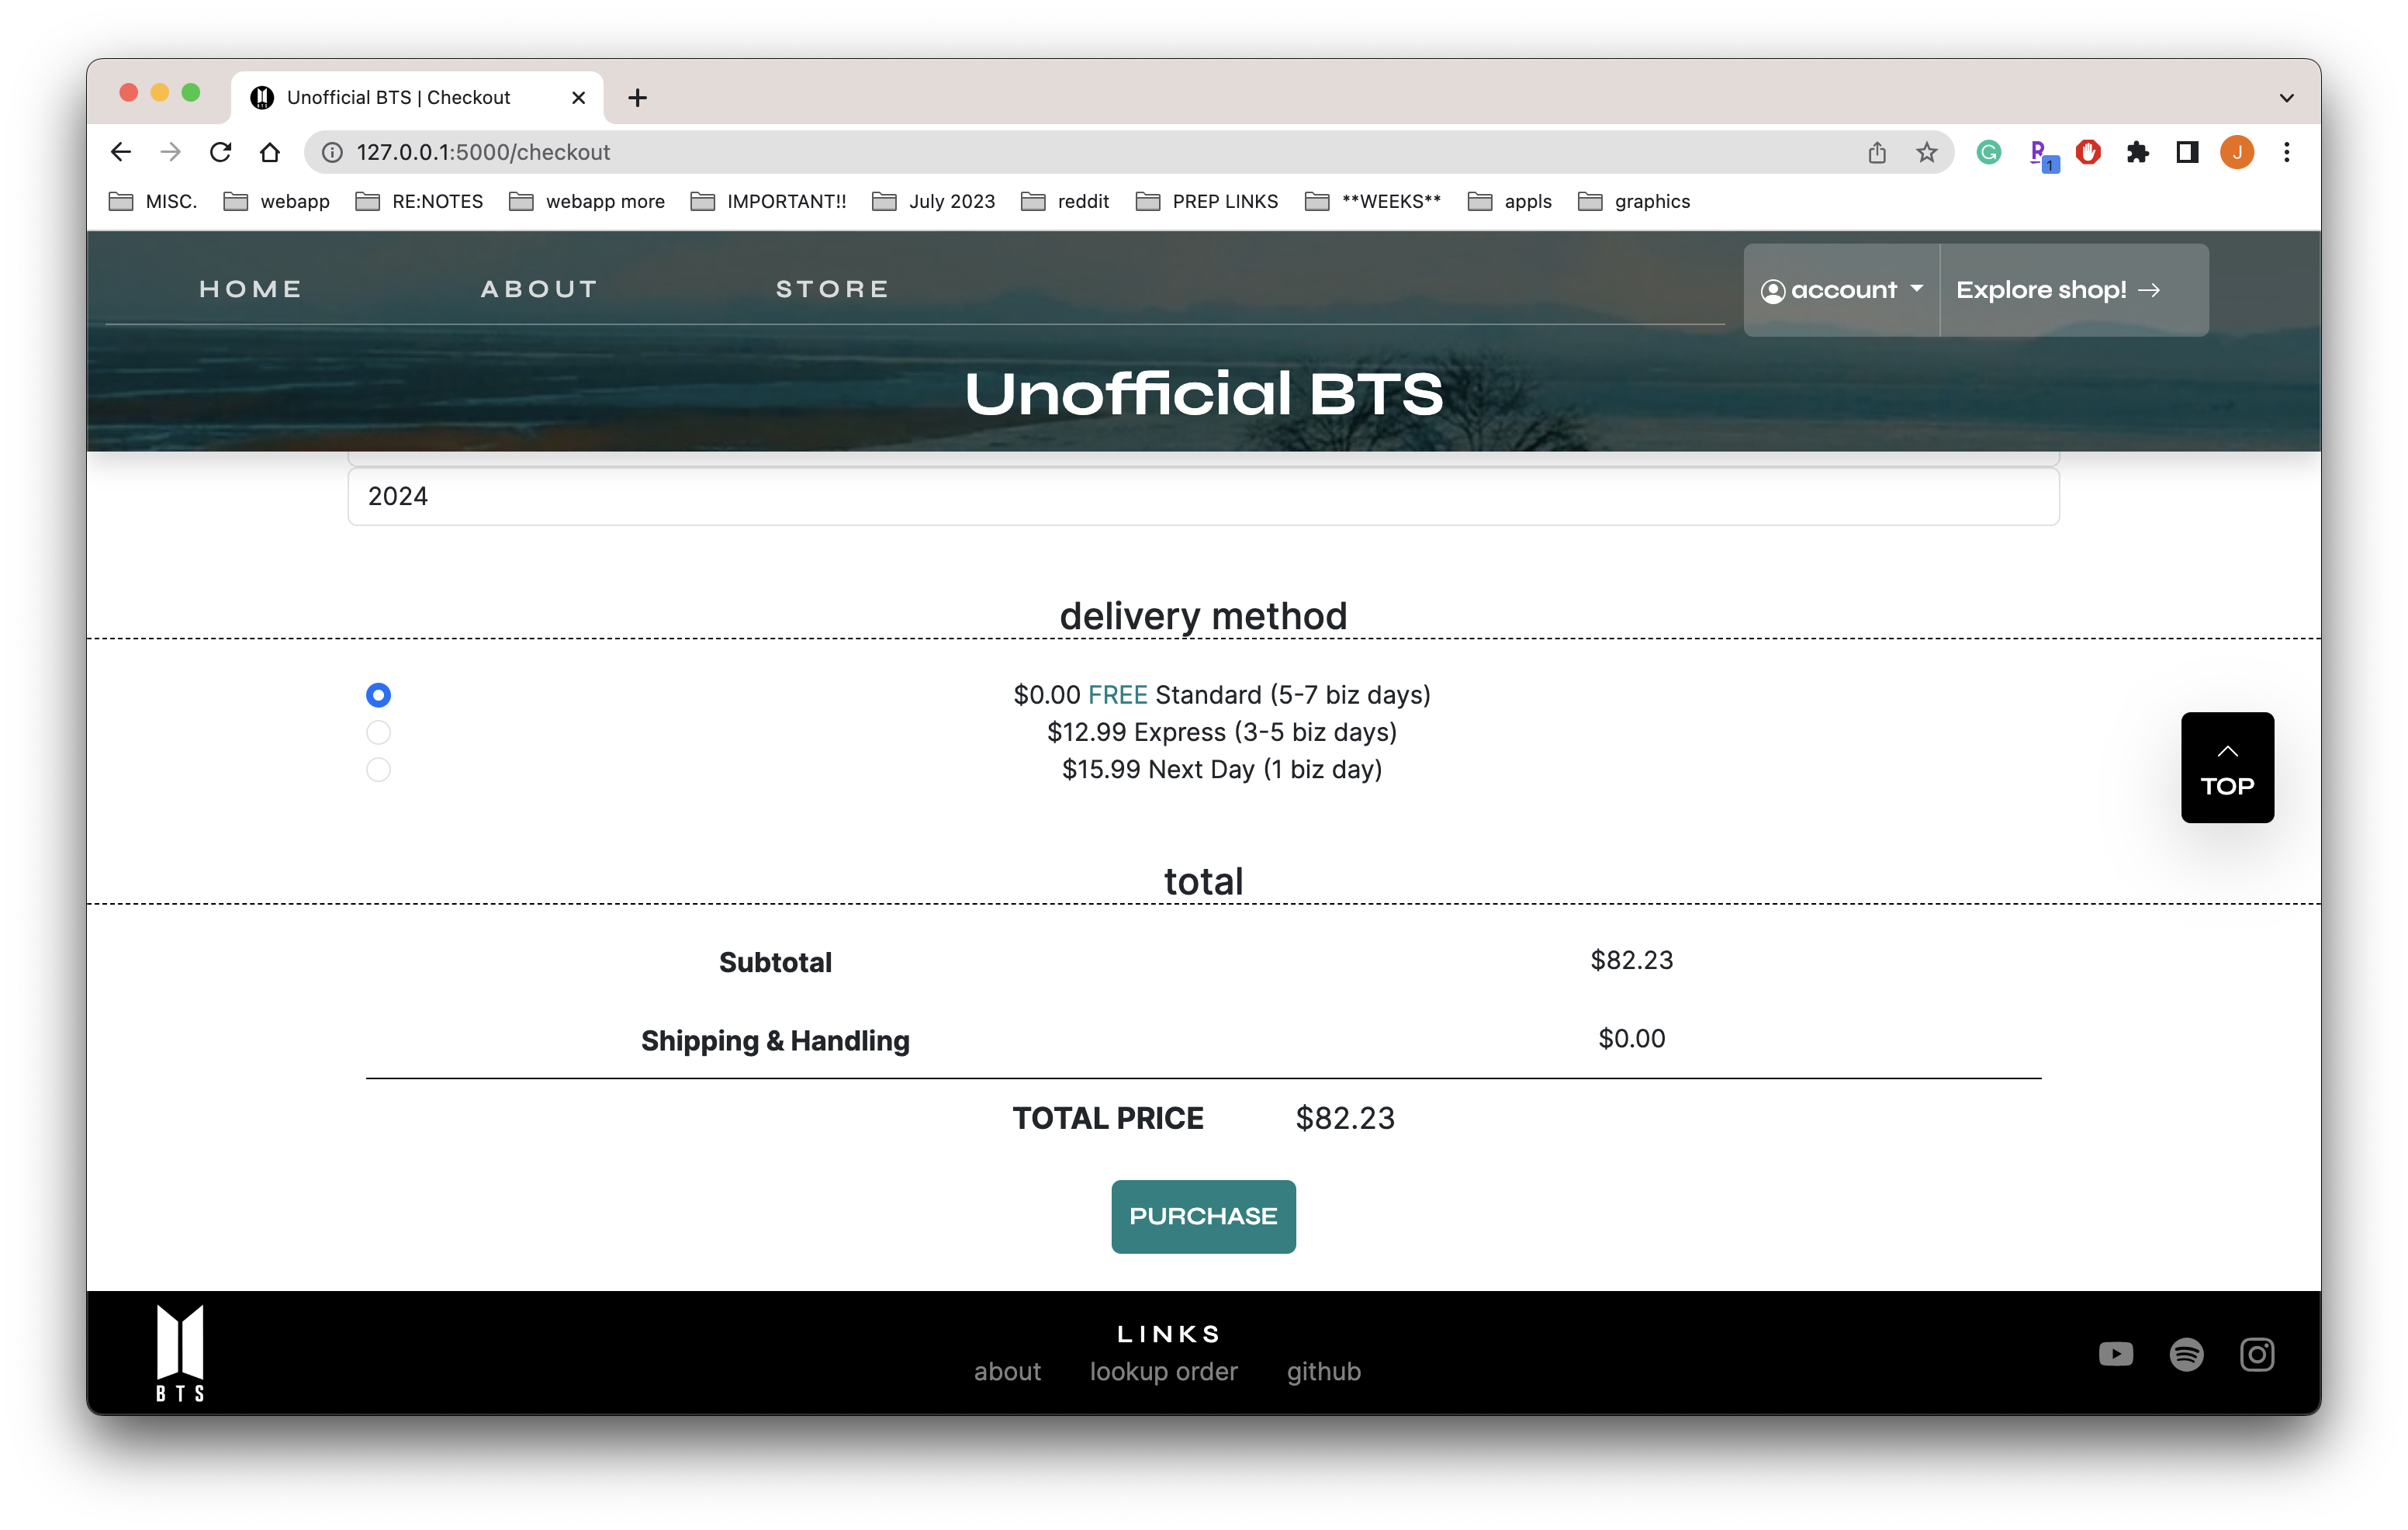 Unofficial BTS | Checkout
127.0.0.1:5000/checkout
1
J
MISC. webapp RE:NOTES webapp more IMPORTANT!! July 2023 reddit PREP LINKS **WEEKS** appls graphics
HOME ABOUT STORE account Explore shop!
Unofficial BTS
2024
delivery method
$0.00 FREE Standard (5-7 biz days)
$12.99 Express (3-5 biz days)
$15.99 Next Day (1 biz day)
TOP
total
Subtotal $82.23
Shipping & Handling $0.00
TOTAL PRICE $82.23
PURCHASE
LINKS
about lookup order github
BTS